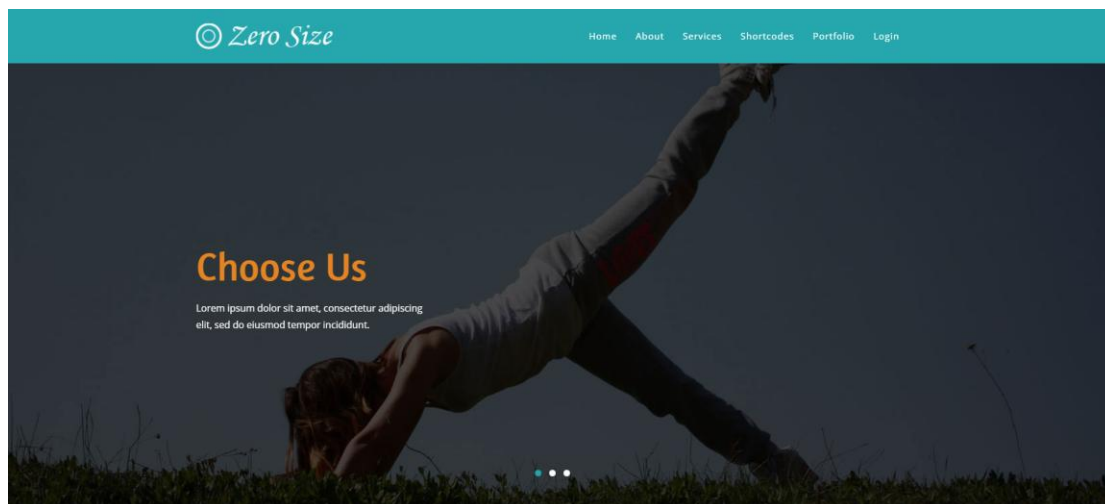 Zero Size
Home About Services Shortcodes Portfolio Login
Choose Us
Lorem ipsum dolor sit amet, consectetur adipiscing
elit, sed do eiusmod tempor incididunt.